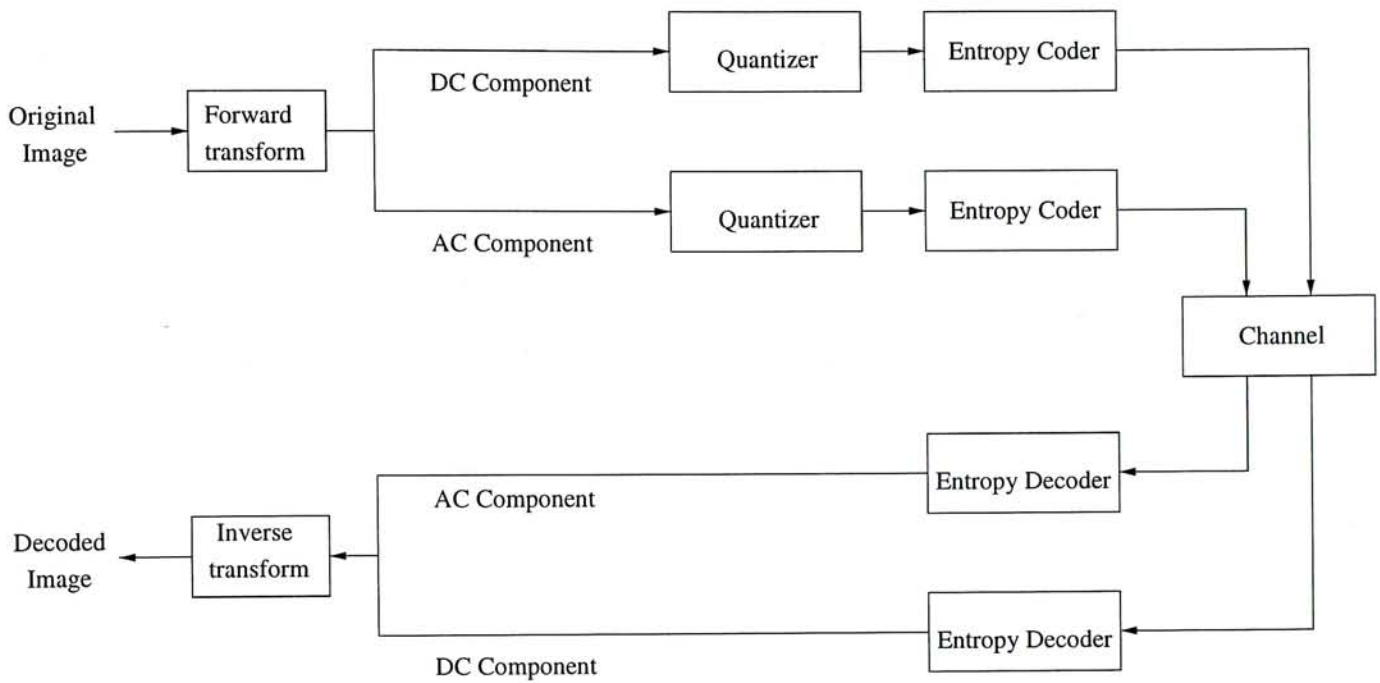 Original
Image
Forward
transform
DC Component
Quantizer
Entropy Coder
AC Component
Quantizer
Entropy Coder
Channel
Entropy Decoder
AC Component
Inverse
transform
Decoded
Image
Entropy Decoder
DC Component